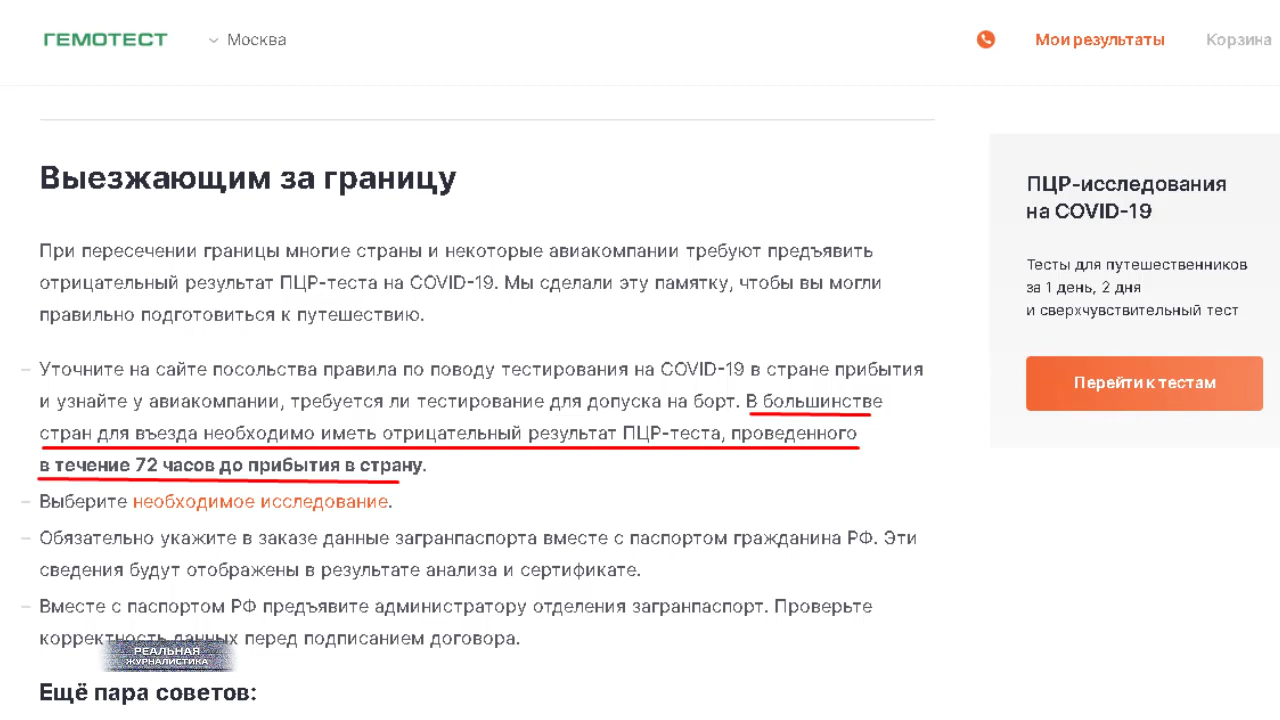 ГЕМОТЕСТ
Москва
Мои результаты
Корзина
Выезжающим за границу
При пересечении границы многие страны и некоторые авиакомпании требуют предъявить
отрицательный результат ПЦР-теста на COVID-19. Мы сделали эту памятку, чтобы вы могли
правильно подготовиться к путешествию.
– Уточните на сайте посольства правила по поводу тестирования на COVID-19 в стране прибытия
и узнайте у авиакомпании, требуется ли тестирование для допуска на борт. В большинстве
стран для въезда необходимо иметь отрицательный результат ПЦР-теста, проведенного
в течение 72 часов до прибытия в страну.
– Выберите необходимое исследование.
– Обязательно укажите в заказе данные загранпаспорта вместе с паспортом гражданина РФ. Эти
сведения будут отображены в результате анализа и сертификате.
– Вместе с паспортом РФ предъявите администратору отделения загранпаспорт. Проверьте
корректность данных перед подписанием договора.
РЕАЛЬНАЯ
ЖУРНАЛИСТИКА
Ещё пара советов:
ПЦР-исследования
на COVID-19
Тесты для путешественников
за 1 день, 2 дня
и сверхчувствительный тест
Перейти к тестам